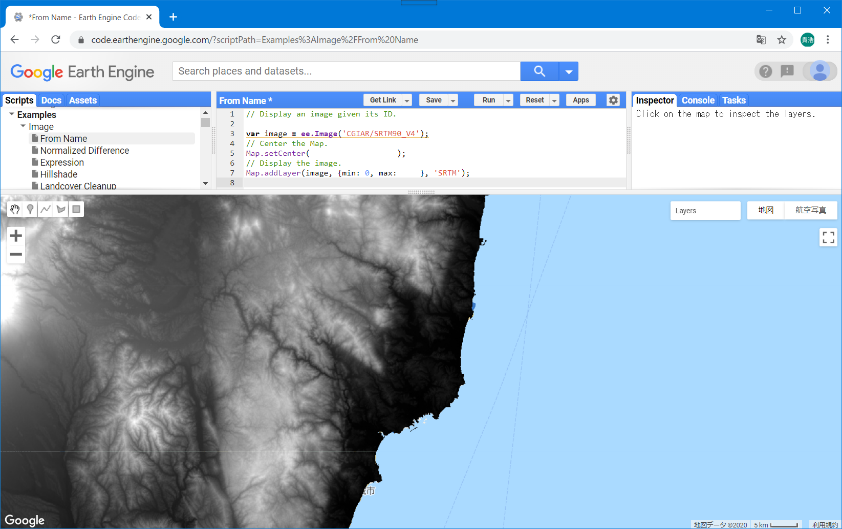 *From Name - Earth Engine Code
code.earthengine.google.com/?scriptPath=Examples%3AImage%2FFrom%20Name
Google Earth Engine
Search places and datasets...
Scripts Docs Assets
Examples
Image
From Name
Normalized Difference
Expression
Hillshade
Landcover Cleanup
From Name *
Get Link Save Run Reset Apps
1 // Display an image given its ID.
2
3 var image = ee.Image('CGIAR/SRTM90_V4');
4 // Center the Map.
5 Map.setCenter( );
6 // Display the image.
7 Map.addLayer(image, {min: 0, max: }, 'SRTM');
8
Inspector Console Tasks
Click on the map to inspect the layers.
Layers
地図 航空写真
市
Google
地図データ ©2020 5 km 利用規約